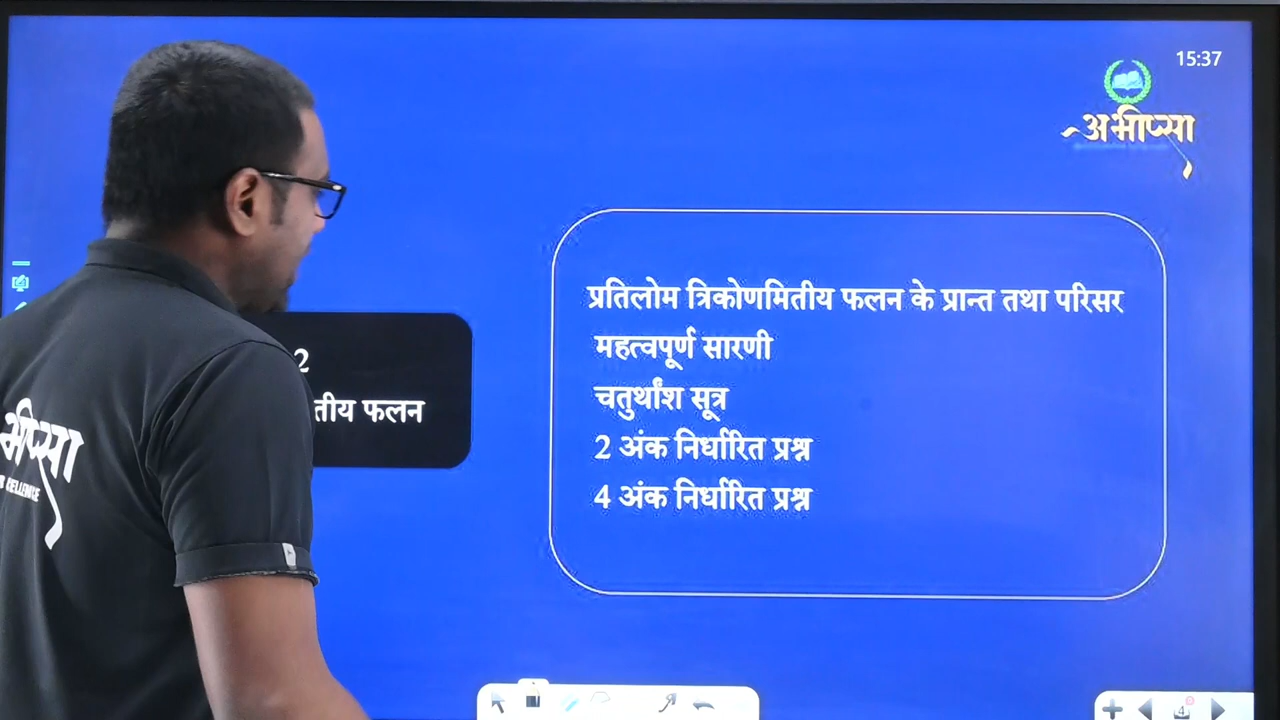 15:37
अभीप्सा
प्रतिलोम त्रिकोणमितीय फलन के प्रान्त तथा परिसर
महत्वपूर्ण सारणी
चतुर्थांश सूत्र
2 अंक निर्धारित प्रश्न
4 अंक निर्धारित प्रश्न
2
तीय फलन
भीप्सा
4